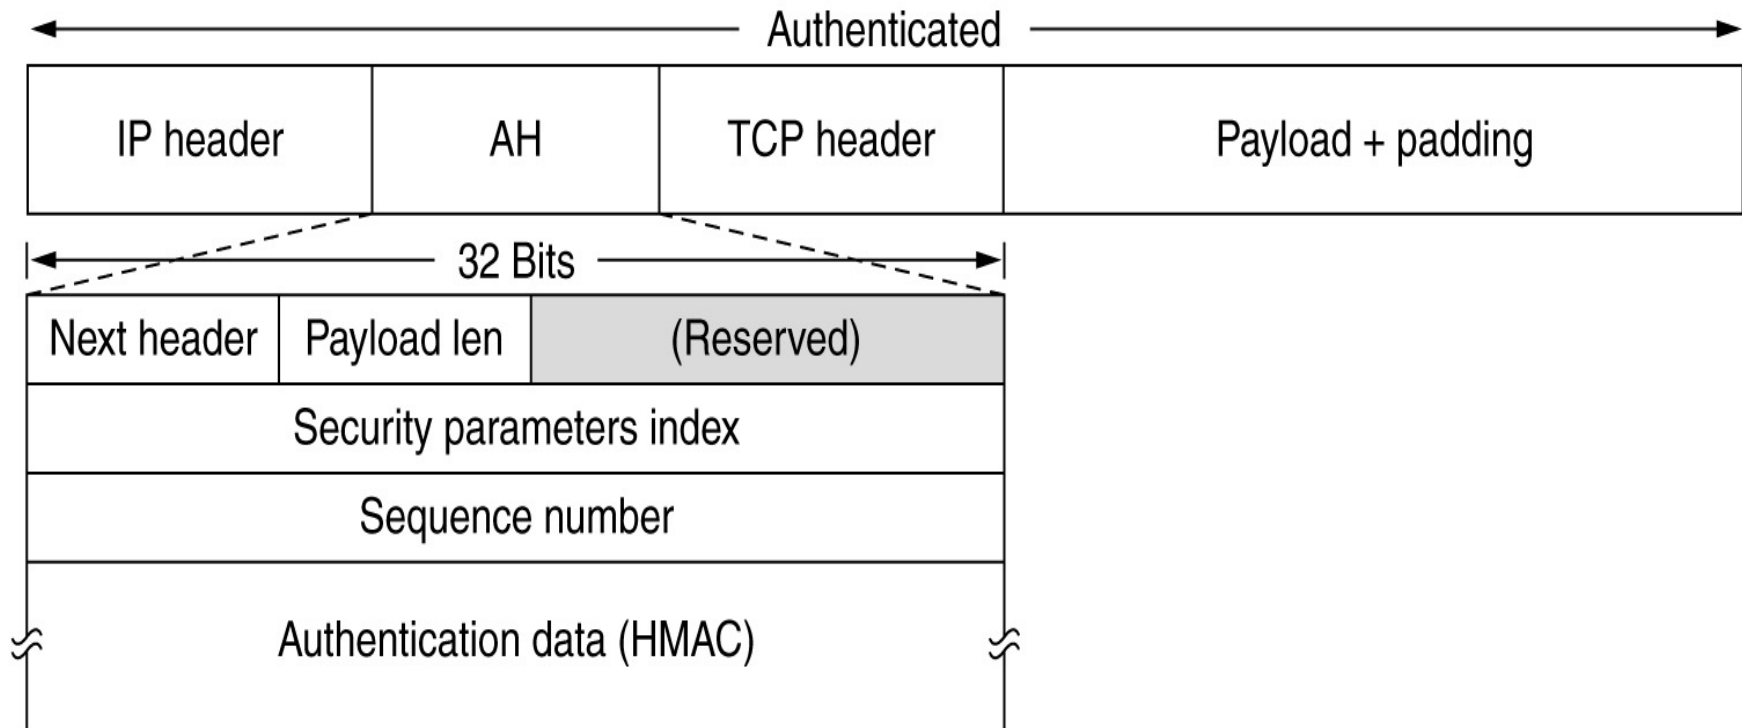 Authenticated
IP header AH TCP header Payload + padding
32 Bits
Next header Payload len (Reserved)
Security parameters index
Sequence number
Authentication data (HMAC)